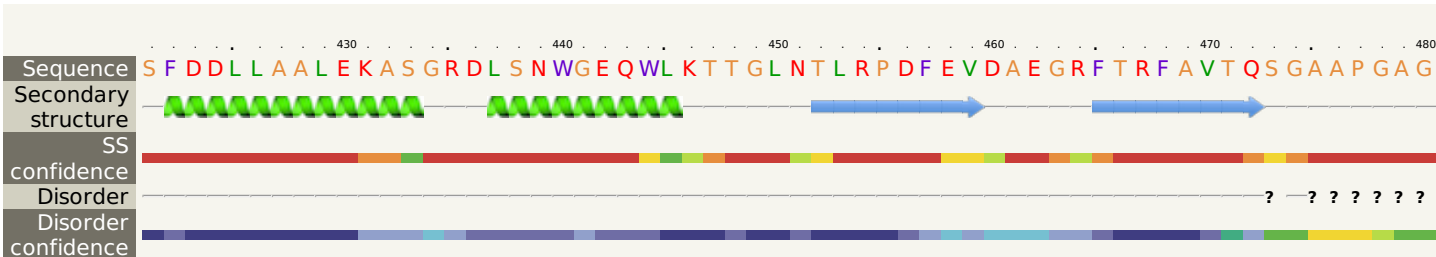 430 440 450 460 470 480
Sequence S F D D L L A A L E K A S G R D L S N W G E Q W L K T T G L N T L R P D F E V D A E G R F T R F A V T Q S G A A P G A G
Secondary
structure
SS
confidence
Disorder ? ? ? ? ? ? ?
Disorder
confidence